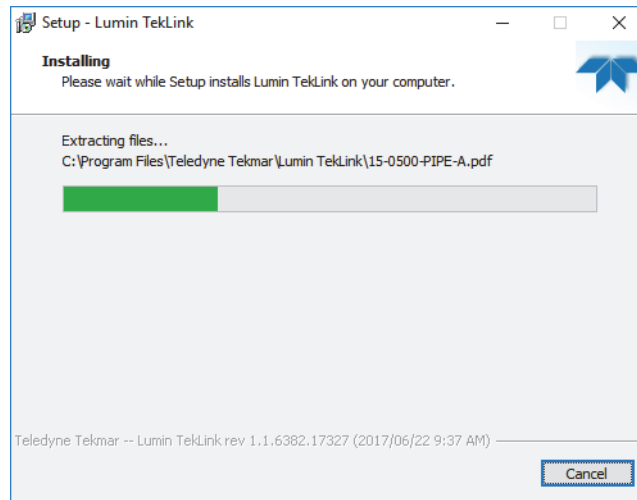 Setup - Lumin TekLink
Installing
Please wait while Setup installs Lumin TekLink on your computer.
Extracting files...
C:\Program Files\Teledyne Tekmar\Lumin TekLink\15-0500-PIPE-A.pdf
Teledyne Tekmar -- Lumin TekLink rev 1.1.6382.17327 (2017/06/22 9:37 AM)
Cancel